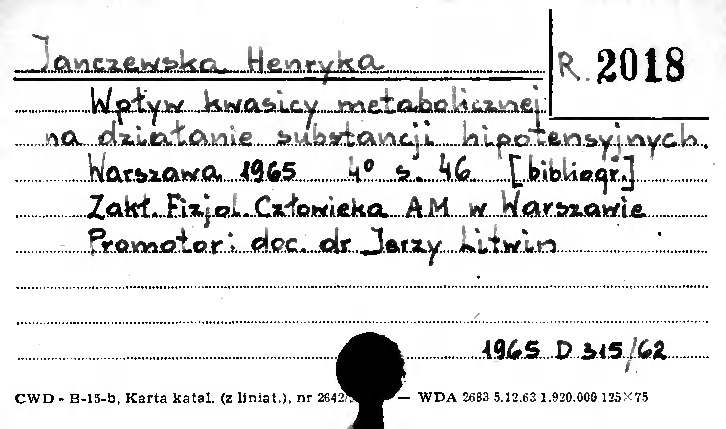 Janczewska Henryka
R. 2018
Wpływ kwasicy metabolicznej
na działanie substancji hipotensyjnych.
Warszawa 1965 4° s. 46 [bibliogr.]
Zakł. Fizjol. Człowieka AM w Warszawie
Promotor: doc. dr Jerzy Litwin
1965 D 315/62
CWD - B-15-b, Karta katal. (z liniat.), nr 2642/ — WDA 2683 5.12.63 1.920.000 125×75